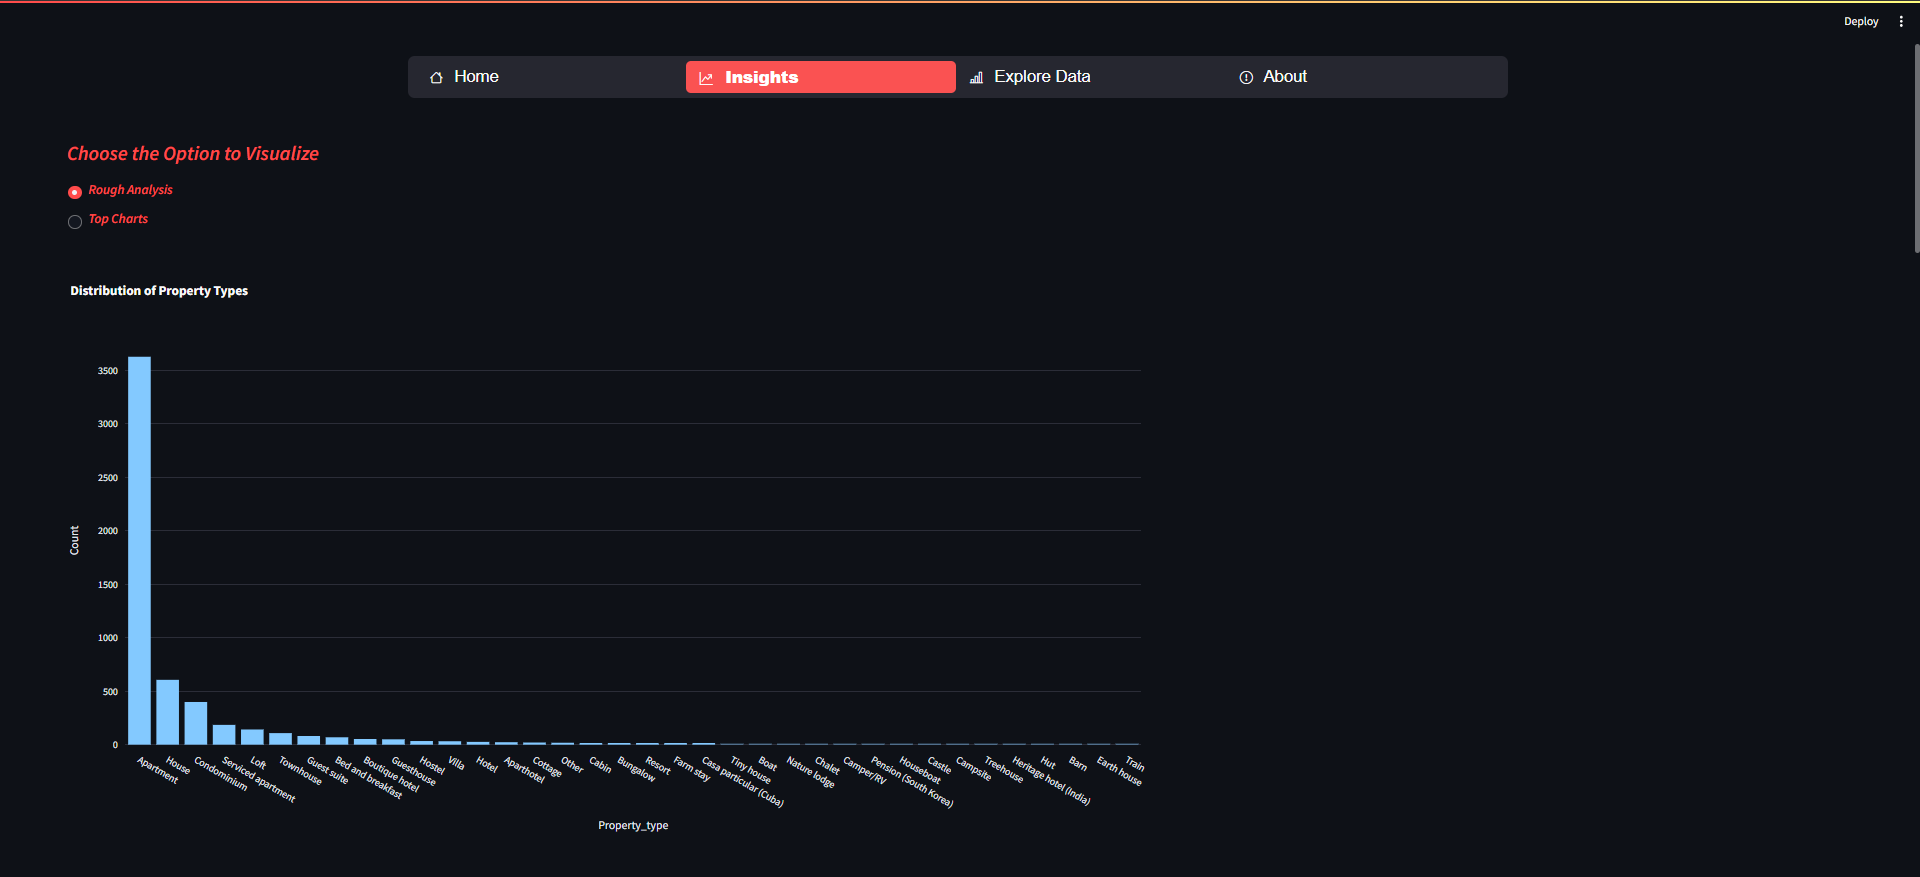 Deploy
Home
Insights
Explore Data
About
Choose the Option to Visualize
Rough Analysis
Top Charts
Distribution of Property Types
3500
3000
2500
2000
1500
1000
500
0
Count
Apartment
House
Condominium
Serviced apartment
Loft
Townhouse
Guest suite
Bed and breakfast
Boutique hotel
Guesthouse
Hostel
Villa
Hotel
Aparthotel
Cottage
Other
Cabin
Bungalow
Resort
Farm stay
Casa particular (Cuba)
Tiny house
Boat
Nature lodge
Chalet
Camper/RV
Pension (South Korea)
Houseboat
Castle
Campsite
Treehouse
Heritage hotel (India)
Hut
Barn
Earth house
Train
Property_type